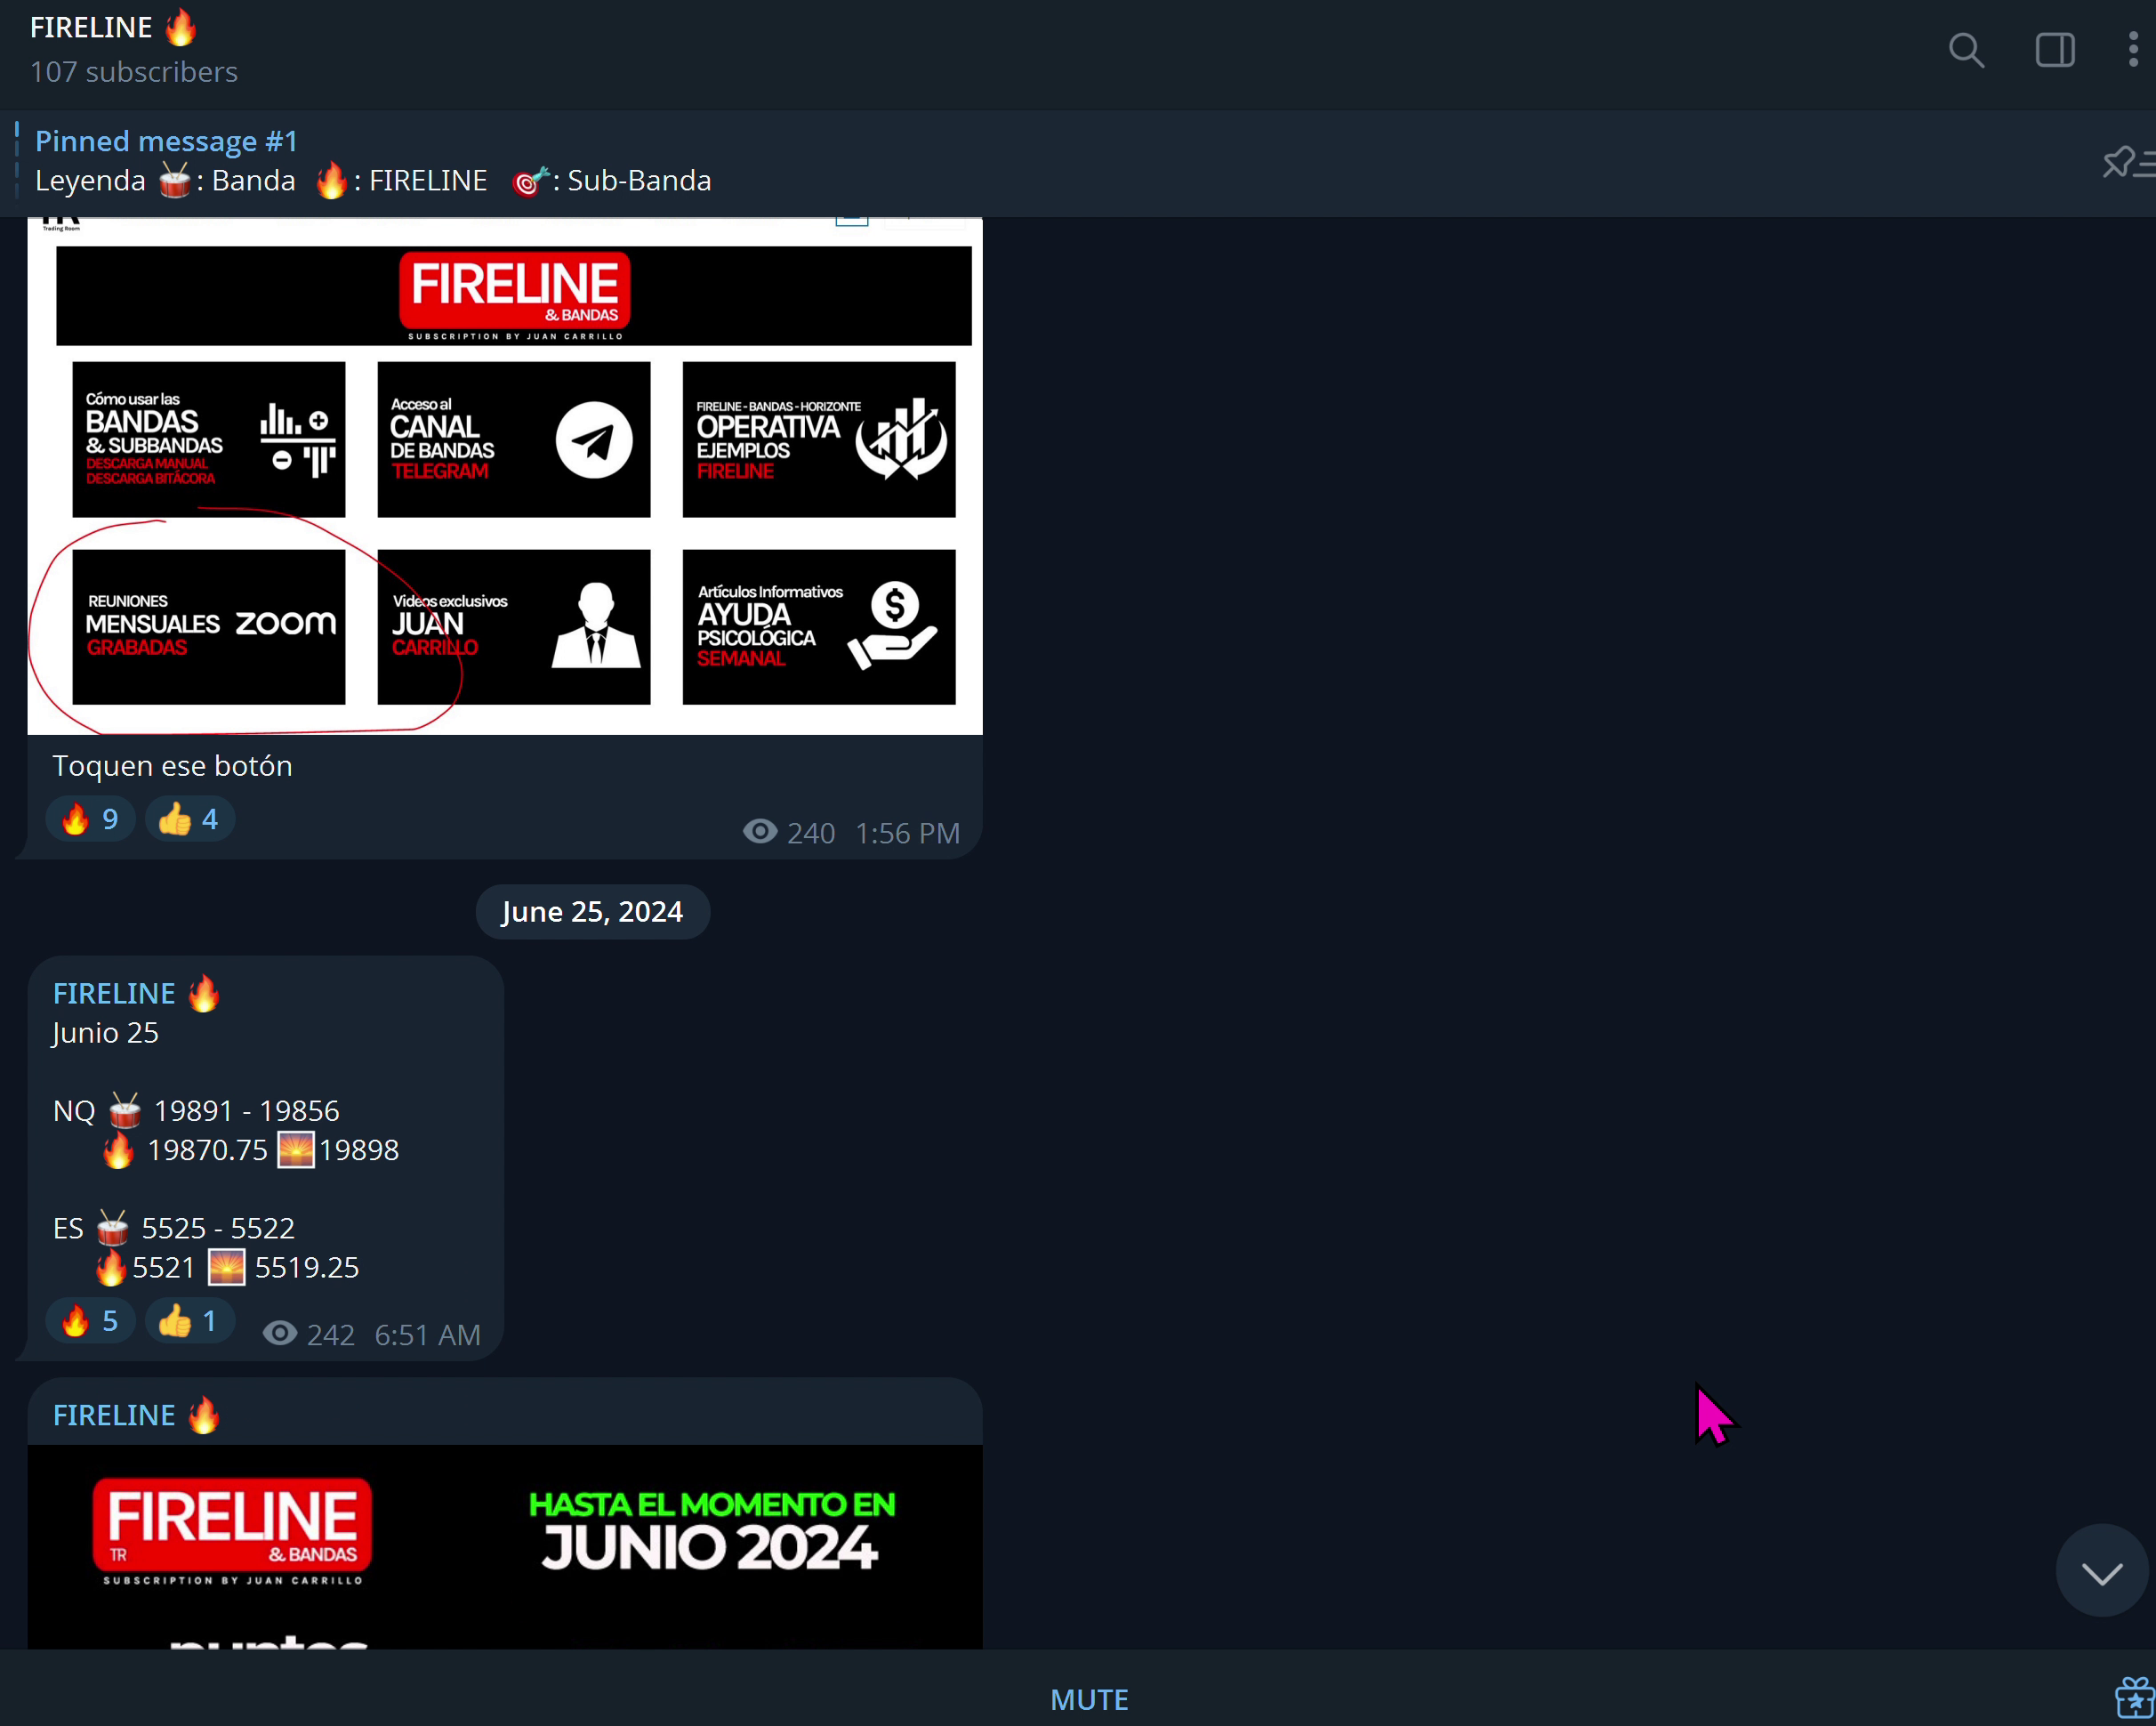 FIRELINE 🔥
107 subscribers
Pinned message #1
Leyenda 🥁: Banda 🔥: FIRELINE 🎯: Sub-Banda
Trading Room
FIRELINE
& BANDAS
SUBSCRIPTION BY JUAN CARRILLO
Cómo usar las
BANDAS
& SUBBANDAS
DESCARGA MANUAL
DESCARGA BITÁCORA
Acceso al
CANAL
DE BANDAS
TELEGRAM
FIRELINE - BANDAS - HORIZONTE
OPERATIVA
EJEMPLOS
FIRELINE
REUNIONES
MENSUALES
GRABADAS
zoom
Videos exclusivos
JUAN
CARRILLO
Artículos Informativos
AYUDA
PSICOLÓGICA
SEMANAL
Toquen ese botón
🔥 9 👍 4
240 1:56 PM
June 25, 2024
FIRELINE 🔥
Junio 25
NQ 🥁 19891 - 19856
🔥 19870.75 🌅19898
ES 🥁 5525 - 5522
🔥5521 🌅 5519.25
🔥 5 👍 1 242 6:51 AM
FIRELINE 🔥
FIRELINE
TR & BANDAS
SUBSCRIPTION BY JUAN CARRILLO
HASTA EL MOMENTO EN
JUNIO 2024
MUTE